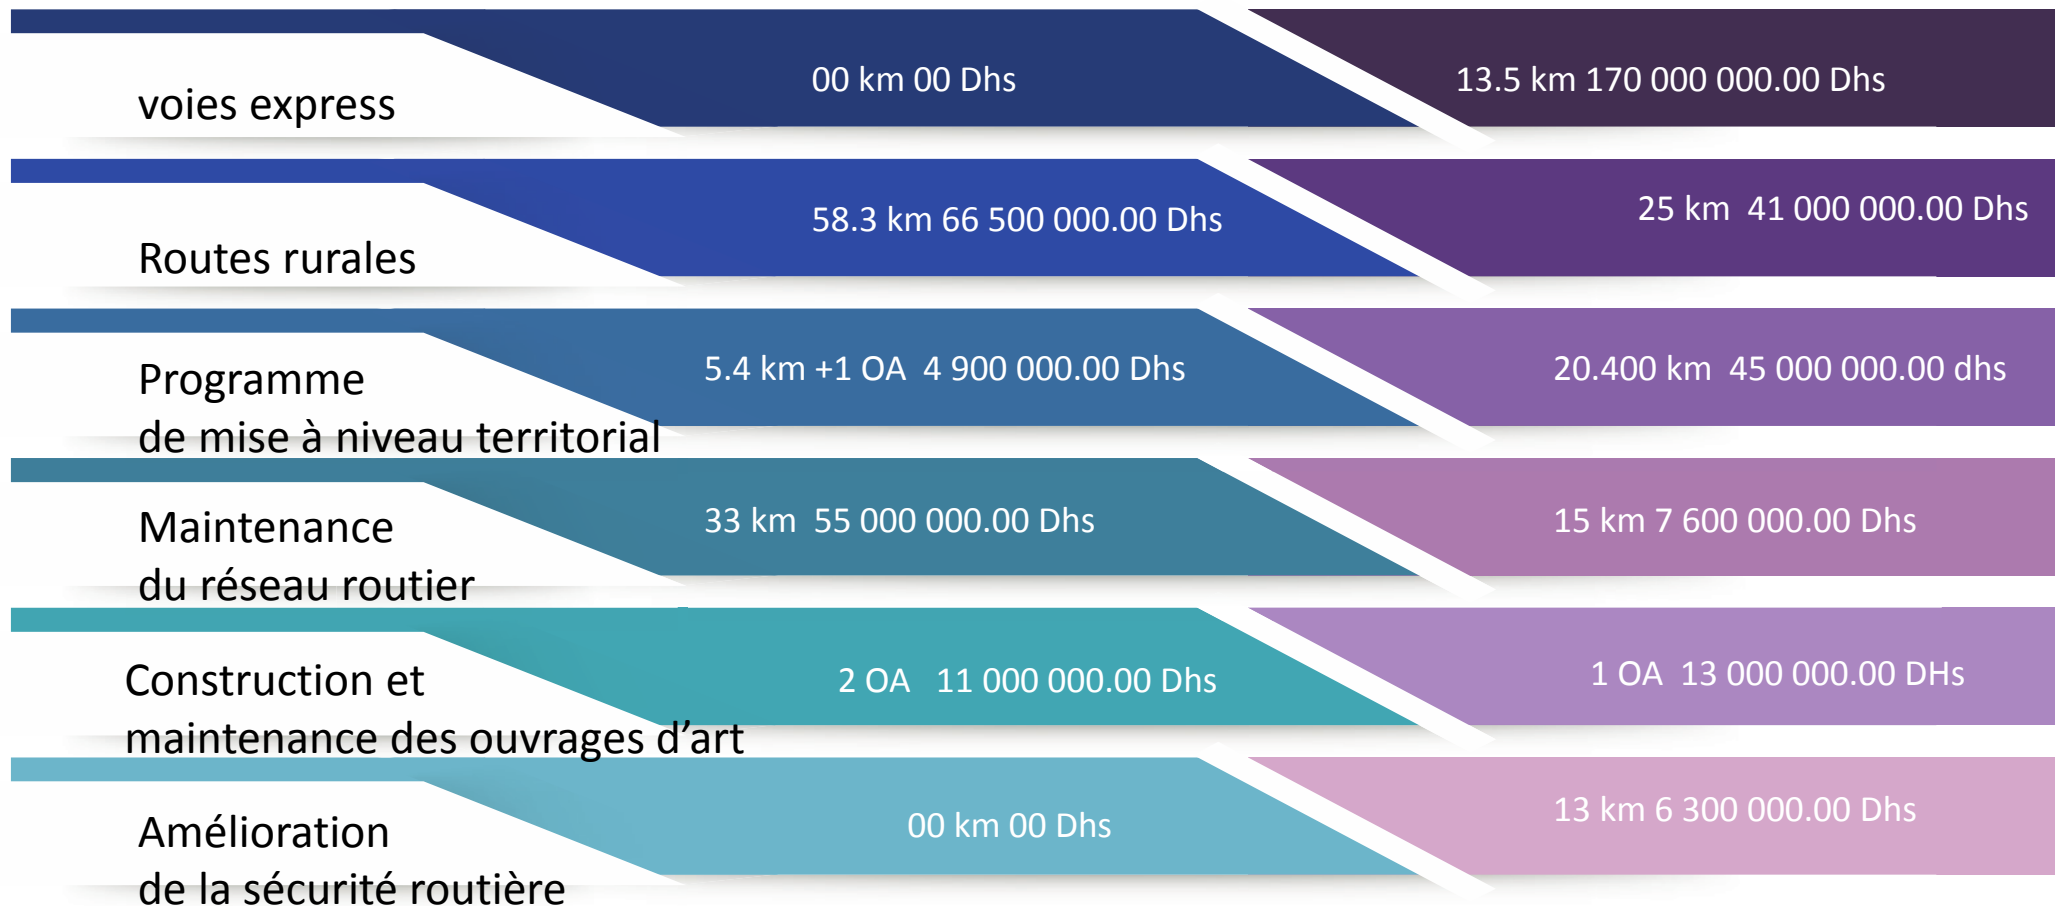 voies express
00 km 00 Dhs
13.5 km 170 000 000.00 Dhs
Routes rurales
58.3 km 66 500 000.00 Dhs
25 km  41 000 000.00 Dhs
Programme
de mise à niveau territorial
5.4 km +1 OA  4 900 000.00 Dhs
20.400 km  45 000 000.00 dhs
Maintenance
du réseau routier
33 km  55 000 000.00 Dhs
15 km 7 600 000.00 Dhs
Construction et
maintenance des ouvrages d’art
2 OA   11 000 000.00 Dhs
1 OA  13 000 000.00 DHs
Amélioration
de la sécurité routière
00 km 00 Dhs
13 km 6 300 000.00 Dhs